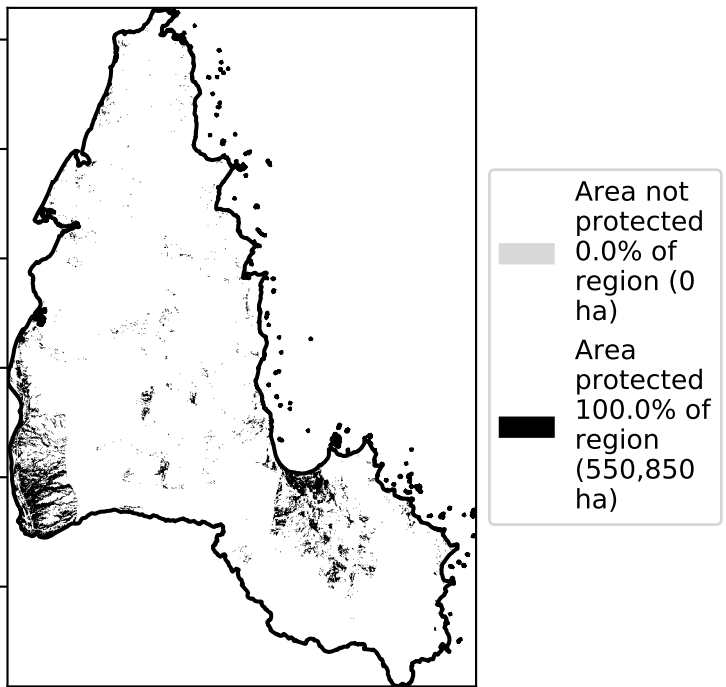 Area not
protected
0.0% of
region (0
ha)
Area
protected
100.0% of
region
(550,850
ha)